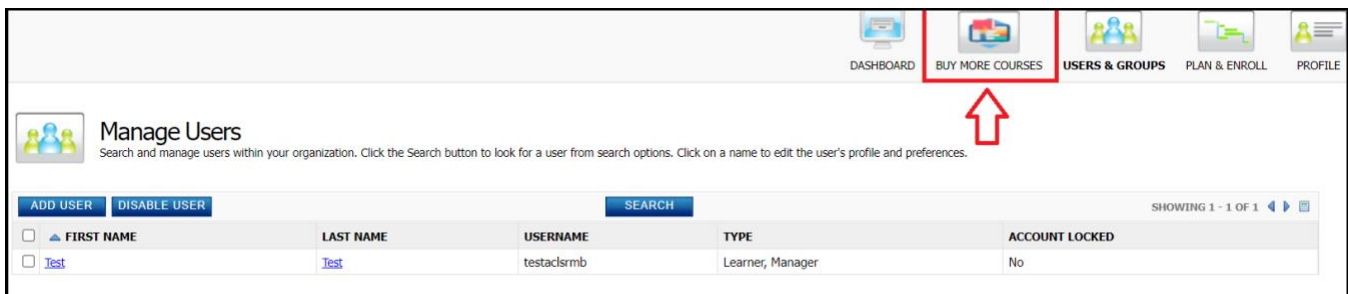 DASHBOARD BUY MORE COURSES USERS & GROUPS PLAN & ENROLL PROFILE
Manage Users
Search and manage users within your organization. Click the Search button to look for a user from search options. Click on a name to edit the user's profile and preferences.
ADD USER DISABLE USER SEARCH SHOWING 1 - 1 OF 1
FIRST NAME LAST NAME USERNAME TYPE ACCOUNT LOCKED
Test Test testaclsrmb Learner, Manager No